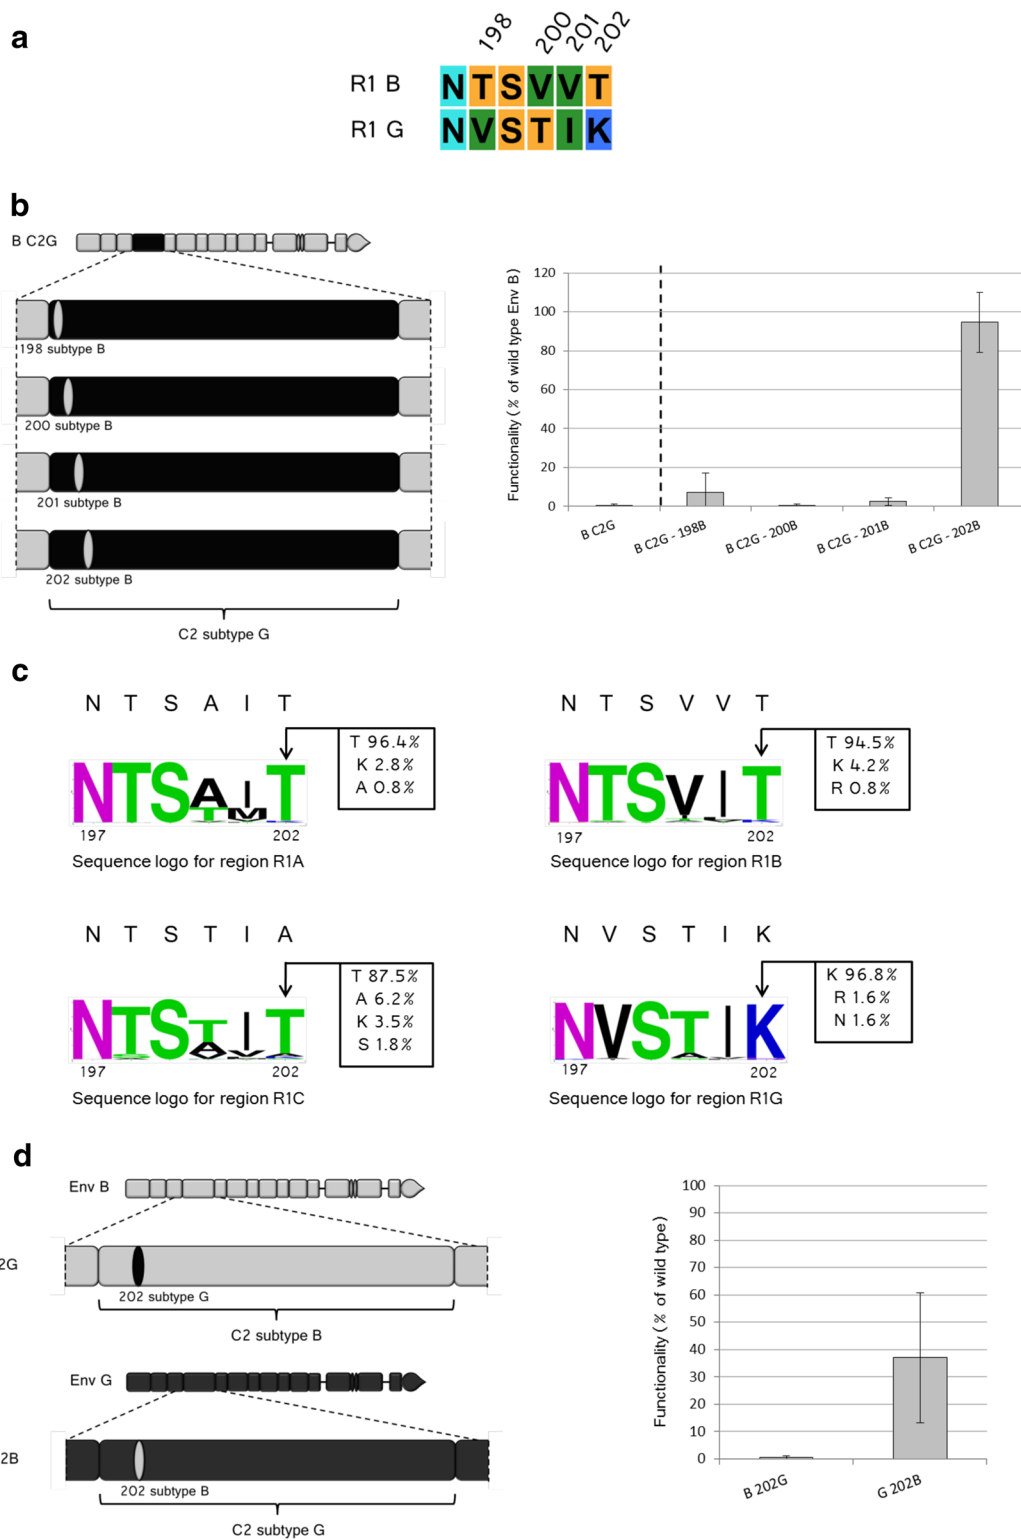 a
198 200 201 202
R1 B N T S V V T
R1 G N V S T I K
b
B C2G
198 subtype B
200 subtype B
201 subtype B
202 subtype B
C2 subtype G
Functionality (% of wild type Env B)
120
100
80
60
40
20
0
B C2G
B C2G - 198B
B C2G - 200B
B C2G - 201B
B C2G - 202B
c
N T S A I T
T 96.4%
K 2.8%
A 0.8%
NTSAIT
T M
197 202
Sequence logo for region R1A
N T S V V T
T 94.5%
K 4.2%
R 0.8%
NTSVIT
197 202
Sequence logo for region R1B
N T S T I A
T 87.5%
A 6.2%
K 3.5%
S 1.8%
NTSTIT
A V
197 202
Sequence logo for region R1C
N V S T I K
K 96.8%
R 1.6%
N 1.6%
NVSTIK
A
197 202
Sequence logo for region R1G
d
Env B
2G
202 subtype G
C2 subtype B
Env G
2B
202 subtype B
C2 subtype G
Functionality (% of wild type)
100
90
80
70
60
50
40
30
20
10
0
B 202G
G 202B